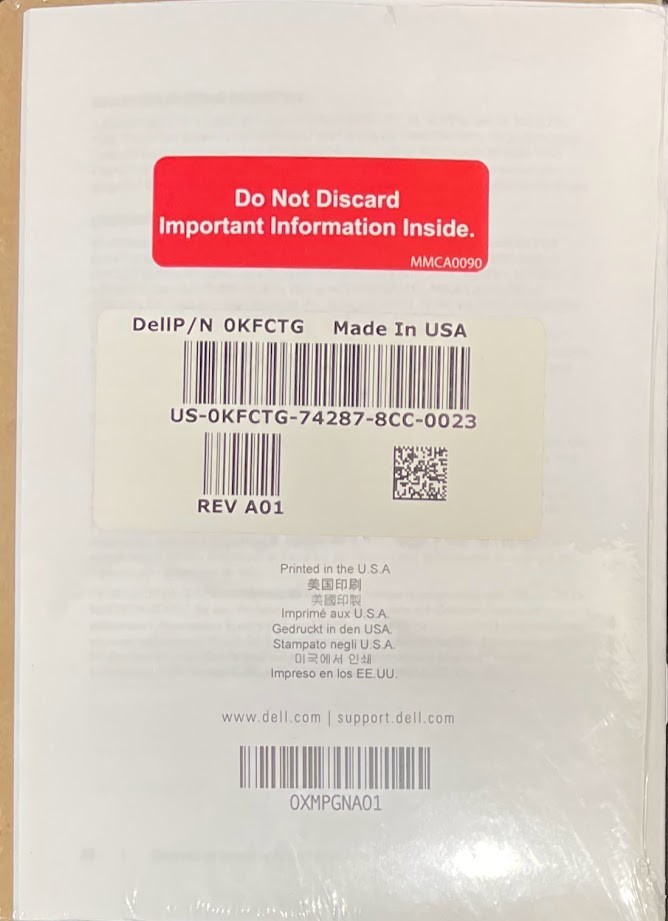 Do Not Discard
Important Information Inside.
MMCA0090
DellP/N 0KFCTG Made In USA
US-0KFCTG-74287-8CC-0023
REV A01
Printed in the U.S.A
美国印刷
美國印製
Imprimé aux U.S.A.
Gedruckt in den USA.
Stampato negli U.S.A.
미국에서 인쇄
Impreso en los EE.UU.
www.dell.com | support.dell.com
0XMPGNA01